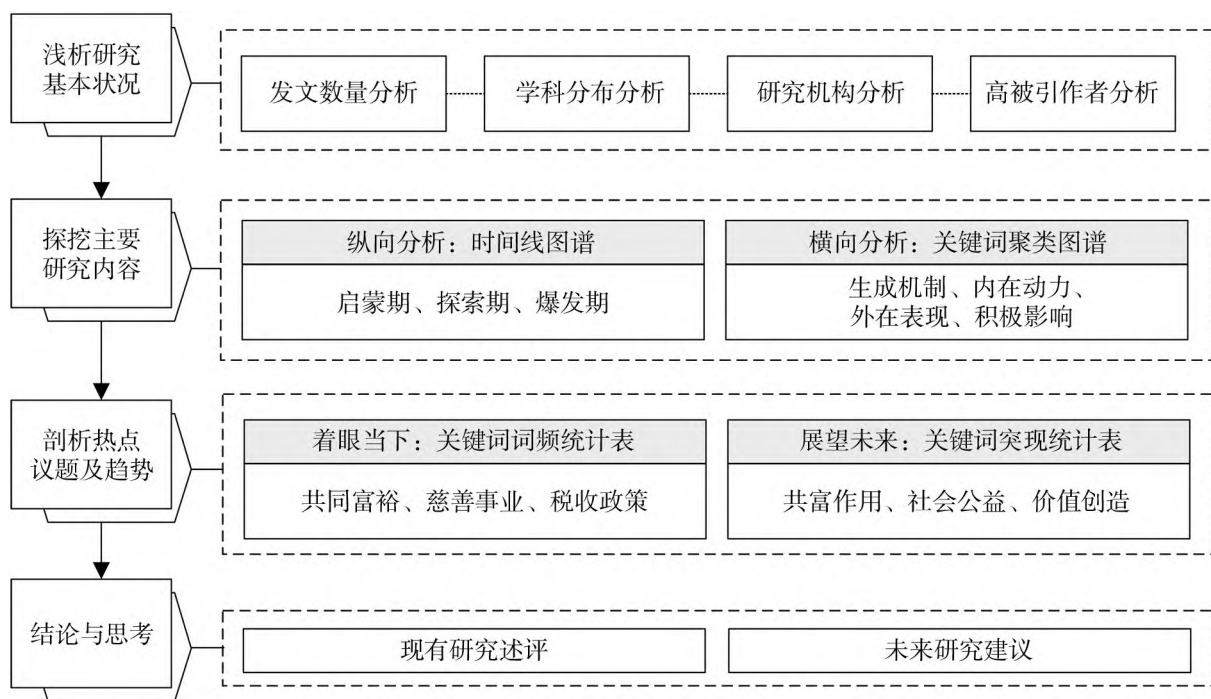 浅析研究
基本状况
发文数量分析
学科分布分析
研究机构分析
高被引作者分析
探挖主要
研究内容
纵向分析：时间线图谱
启蒙期、探索期、爆发期
横向分析：关键词聚类图谱
生成机制、内在动力、
外在表现、积极影响
剖析热点
议题及趋势
着眼当下：关键词词频统计表
共同富裕、慈善事业、税收政策
展望未来：关键词突现统计表
共富作用、社会公益、价值创造
结论与思考
现有研究述评
未来研究建议